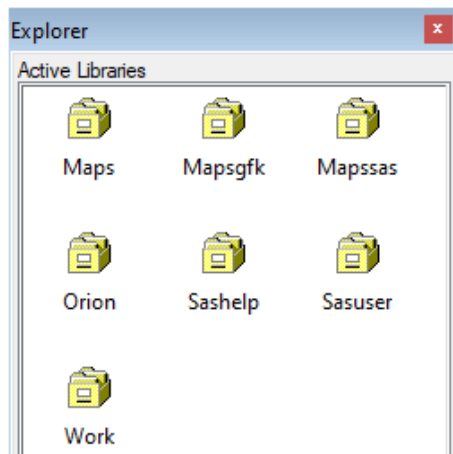 Explorer x
Active Libraries
Maps Mapsgfk Mapssas
Orion Sashelp Sasuser
Work